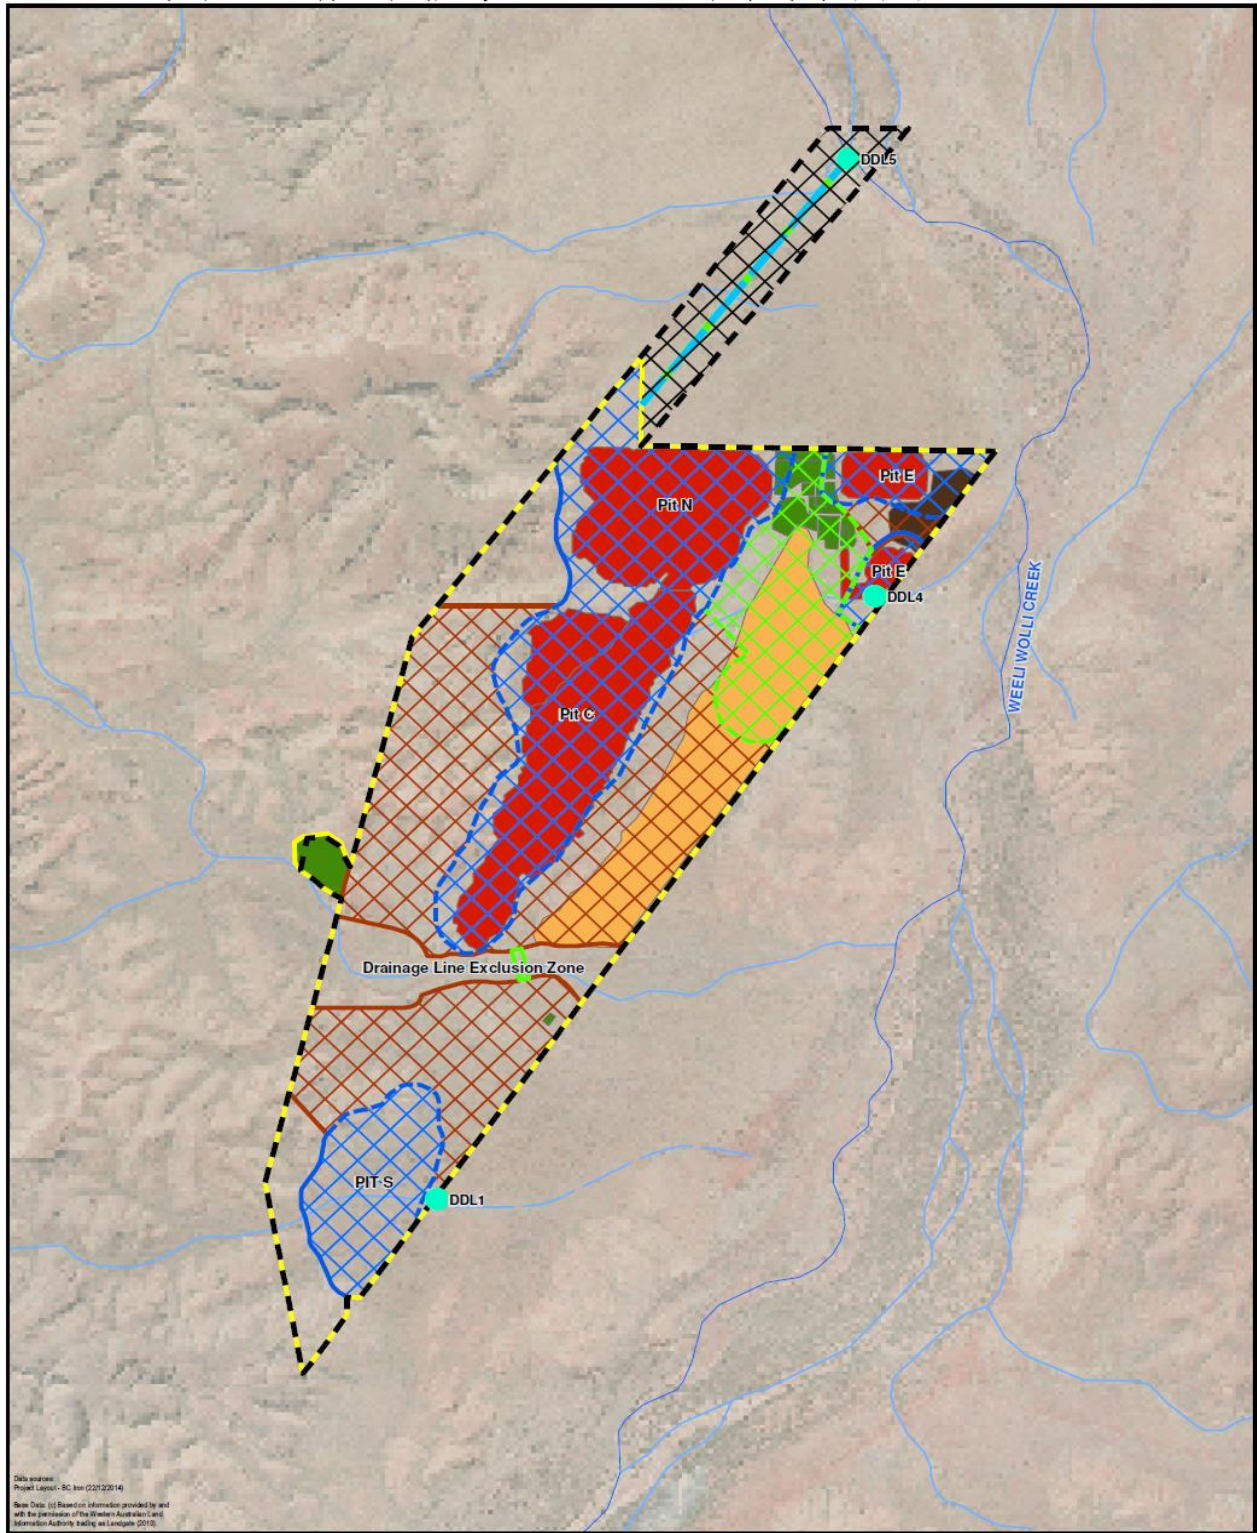 DDL5
Pit E
Pit N
Pit E
DDL4
WEELI WOLLI CREEK
Pit C
Drainage Line Exclusion Zone
PIT S
DDL1
Data sources:
Project Layout - BC Iron (22/12/2014)
Base Data: (c) Based on information provided by and
with the permission of the Western Australian Land
Information Authority trading as Landgate (2010).